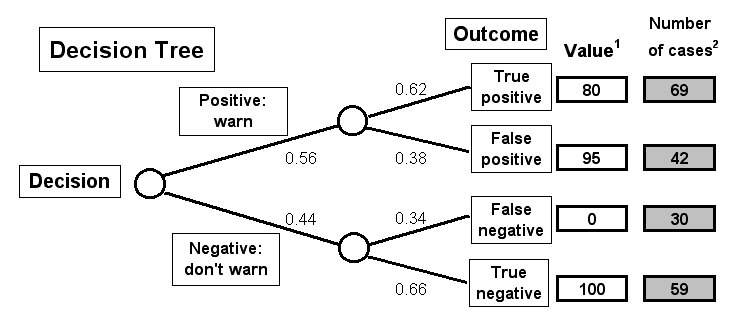 Decision Tree
Outcome
Value1
Number
of cases2
Positive:
warn
0.62
True
positive
80
69
Decision
0.56
0.38
False
positive
95
42
Negative:
don't warn
0.44
0.34
False
negative
0
30
0.66
True
negative
100
59